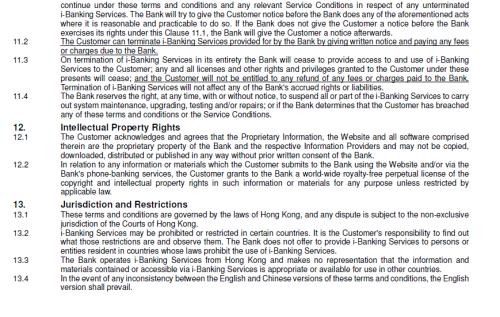 continue under these terms and conditions and any relevant Service Conditions in respect of any unterminated
i-Banking Services. The Bank will try to give the Customer notice before the Bank does any of the aforementioned acts
where it is reasonable and practicable to do so. If the Bank does not give the Customer a notice before the Bank
exercises its rights under this Clause 11.1, the Bank will give the Customer a notice afterwards.
11.2 The Customer can terminate i-Banking Services provided for by the Bank by giving written notice and paying any fees
or charges due to the Bank.
11.3 On termination of i-Banking Services in its entirety the Bank will cease to provide access to and use of i-Banking
Services to the Customer; any and all licenses and other rights and privileges granted to the Customer under these
presents will cease; and the Customer will not be entitled to any refund of any fees or charges paid to the Bank.
Termination of i-Banking Services will not affect any of the Bank's accrued rights or liabilities.
11.4 The Bank reserves the right, at any time, with or without notice, to suspend all or part of the i-Banking Services to carry
out system maintenance, upgrading, testing and/or repairs; or if the Bank determines that the Customer has breached
any of these terms and conditions or the Service Conditions.
12. Intellectual Property Rights
12.1 The Customer acknowledges and agrees that the Proprietary Information, the Website and all software comprised
therein are the proprietary property of the Bank and the respective Information Providers and may not be copied,
downloaded, distributed or published in any way without prior written consent of the Bank.
12.2 In relation to any information or materials which the Customer submits to the Bank using the Website and/or via the
Bank's phone-banking services, the Customer grants to the Bank a world-wide royalty-free perpetual license of the
copyright and intellectual property rights in such information or materials for any purpose unless restricted by
applicable law.
13. Jurisdiction and Restrictions
13.1 These terms and conditions are governed by the laws of Hong Kong, and any dispute is subject to the non-exclusive
jurisdiction of the Courts of Hong Kong.
13.2 i-Banking Services may be prohibited or restricted in certain countries. It is the Customer's responsibility to find out
what those restrictions are and observe them. The Bank does not offer to provide i-Banking Services to persons or
entities resident in countries whose laws prohibit the use of i-Banking Services.
13.3 The Bank operates i-Banking Services from Hong Kong and makes no representation that the information and
materials contained or accessible via i-Banking Services is appropriate or available for use in other countries.
13.4 In the event of any inconsistency between the English and Chinese versions of these terms and conditions, the English
version shall prevail.